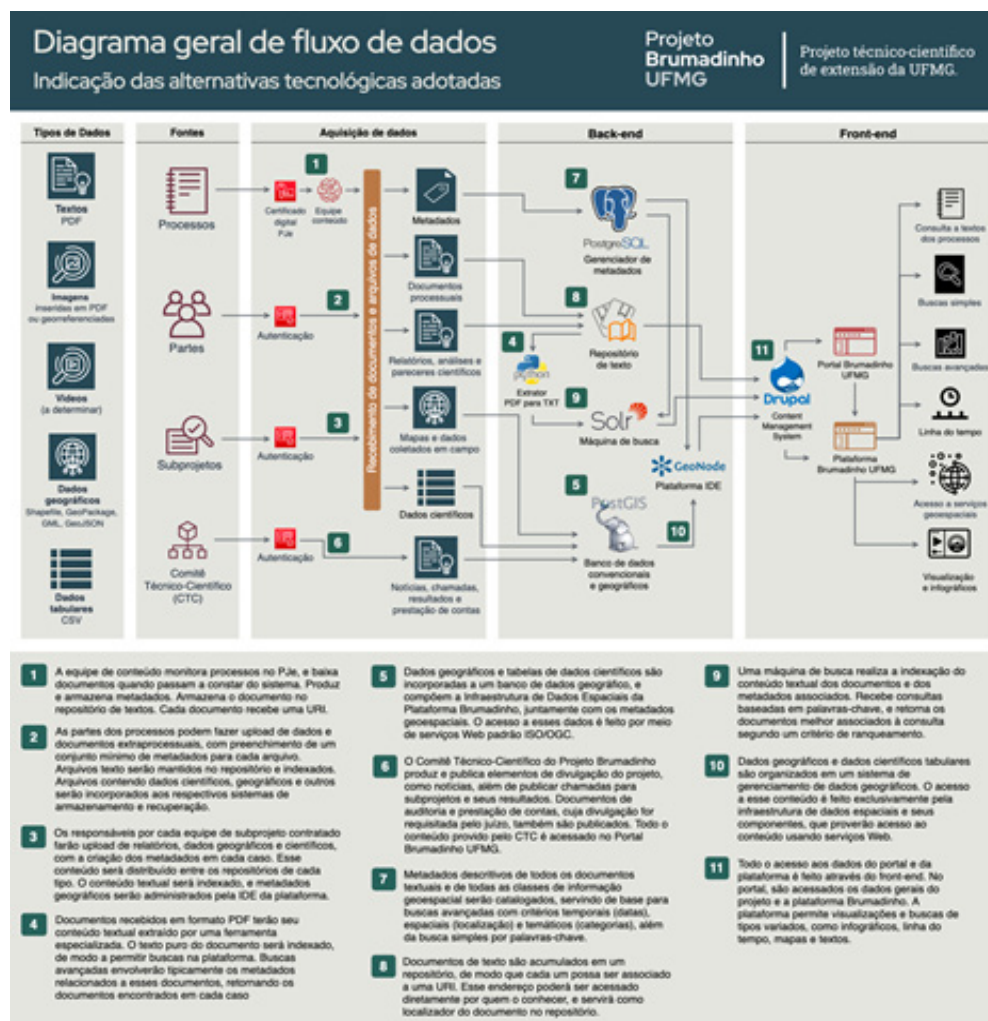 Diagrama geral de fluxo de dados
Indicação das alternativas tecnológicas adotadas
Projeto
Brumadinho
UFMG
Projeto técnico-científico
de extensão da UFMG.
Tipos de Dados
Fontes
Aquisição de dados
Back-end
Front-end
Textos
PDF
Imagens
inseridas em PDF
ou georreferenciadas
Vídeos
(a determinar)
Dados
geográficos
Shapefile, GeoPackage,
GML, GeoJSON
Dados
tabulares
CSV
Processos
Partes
Subprojetos
Comitê
Técnico-Científico
(CTC)
1
Certificado
digital
PJe
Equipe
conteúdo
2
Autenticação
3
Autenticação
6
Autenticação
Recebimento de documentos e arquivos de dados
Metadados
Documentos
processuais
Relatórios, análises e
pareceres científicos
Mapas e dados
coletados em campo
Dados científicos
Notícias, chamadas,
resultados e
prestação de contas
7
PostgreSQL
Gerenciador de
metadados
8
Repositório
de texto
4
python
Extrator
PDF para TXT
9
Solr
Máquina de busca
GeoNode
Plataforma IDE
5
PostGIS
10
Banco de dados
convencionais
e geográficos
11
Drupal
Content
Management
System
Portal Brumadinho
UFMG
Plataforma
Brumadinho UFMG
Consulta a textos
dos processos
Buscas simples
Buscas avançadas
Linha do tempo
Acesso a serviços
geoespaciais
Visualização
e infográficos
1
A equipe de conteúdo monitora processos no PJe, e baixa
documentos quando passam a constar do sistema. Produz
e armazena metadados. Armazena o documento no
repositório de textos. Cada documento recebe uma URI.
2
As partes dos processos podem fazer upload de dados e
documentos extraprocessuais, com preenchimento de um
conjunto mínimo de metadados para cada arquivo.
Arquivos texto serão mantidos no repositório e indexados.
Arquivos contendo dados científicos, geográficos e outros
serão incorporados aos respectivos sistemas de
armazenamento e recuperação.
3
Os responsáveis por cada equipe de subprojeto contratado
farão upload de relatórios, dados geográficos e científicos,
com a criação dos metadados em cada caso. Esse
conteúdo será distribuído entre os repositórios de cada
tipo. O conteúdo textual será indexado, e metadados
geográficos serão administrados pela IDE da plataforma.
4
Documentos recebidos em formato PDF terão seu
conteúdo textual extraído por uma ferramenta
especializada. O texto puro do documento será indexado,
de modo a permitir buscas na plataforma. Buscas
avançadas envolverão tipicamente os metadados
relacionados a esses documentos, retornando os
documentos encontrados em cada caso
5
Dados geográficos e tabelas de dados científicos são
incorporadas a um banco de dados geográfico, e
compõem a Infraestrutura de Dados Espaciais da
Plataforma Brumadinho, juntamente com os metadados
geoespaciais. O acesso a esses dados é feito por meio
de serviços Web padrão ISO/OGC.
6
O Comitê Técnico-Científico do Projeto Brumadinho
produz e publica elementos de divulgação do projeto,
como notícias, além de publicar chamadas para
subprojetos e seus resultados. Documentos de
auditoria e prestação de contas, cuja divulgação for
requisitada pelo juízo, também são publicados. Todo o
conteúdo provido pelo CTC é acessado no Portal
Brumadinho UFMG.
7
Metadados descritivos de todos os documentos
textuais e de todas as classes de informação
geoespacial serão catalogados, servindo de base para
buscas avançadas com critérios temporais (datas),
espaciais (localização) e temáticos (categorias), além
da busca simples por palavras-chave.
8
Documentos de texto são acumulados em um
repositório, de modo que cada um possa ser associado
a uma URI. Esse endereço poderá ser acessado
diretamente por quem o conhecer, e servirá como
localizador do documento no repositório.
9
Uma máquina de busca realiza a indexação do
conteúdo textual dos documentos e dos
metadados associados. Recebe consultas
baseadas em palavras-chave, e retorna os
documentos melhor associados à consulta
segundo um critério de ranqueamento.
10
Dados geográficos e dados científicos tabulares
são organizados em um sistema de
gerenciamento de dados geográficos. O acesso
a esse conteúdo é feito exclusivamente pela
infraestrutura de dados espaciais e seus
componentes, que proverão acesso ao
conteúdo usando serviços Web.
11
Todo o acesso aos dados do portal e da
plataforma é feito através do front-end. No
portal, são acessados os dados gerais do
projeto e a plataforma Brumadinho. A
plataforma permite visualizações e buscas de
tipos variados, como infográficos, linha do
tempo, mapas e textos.